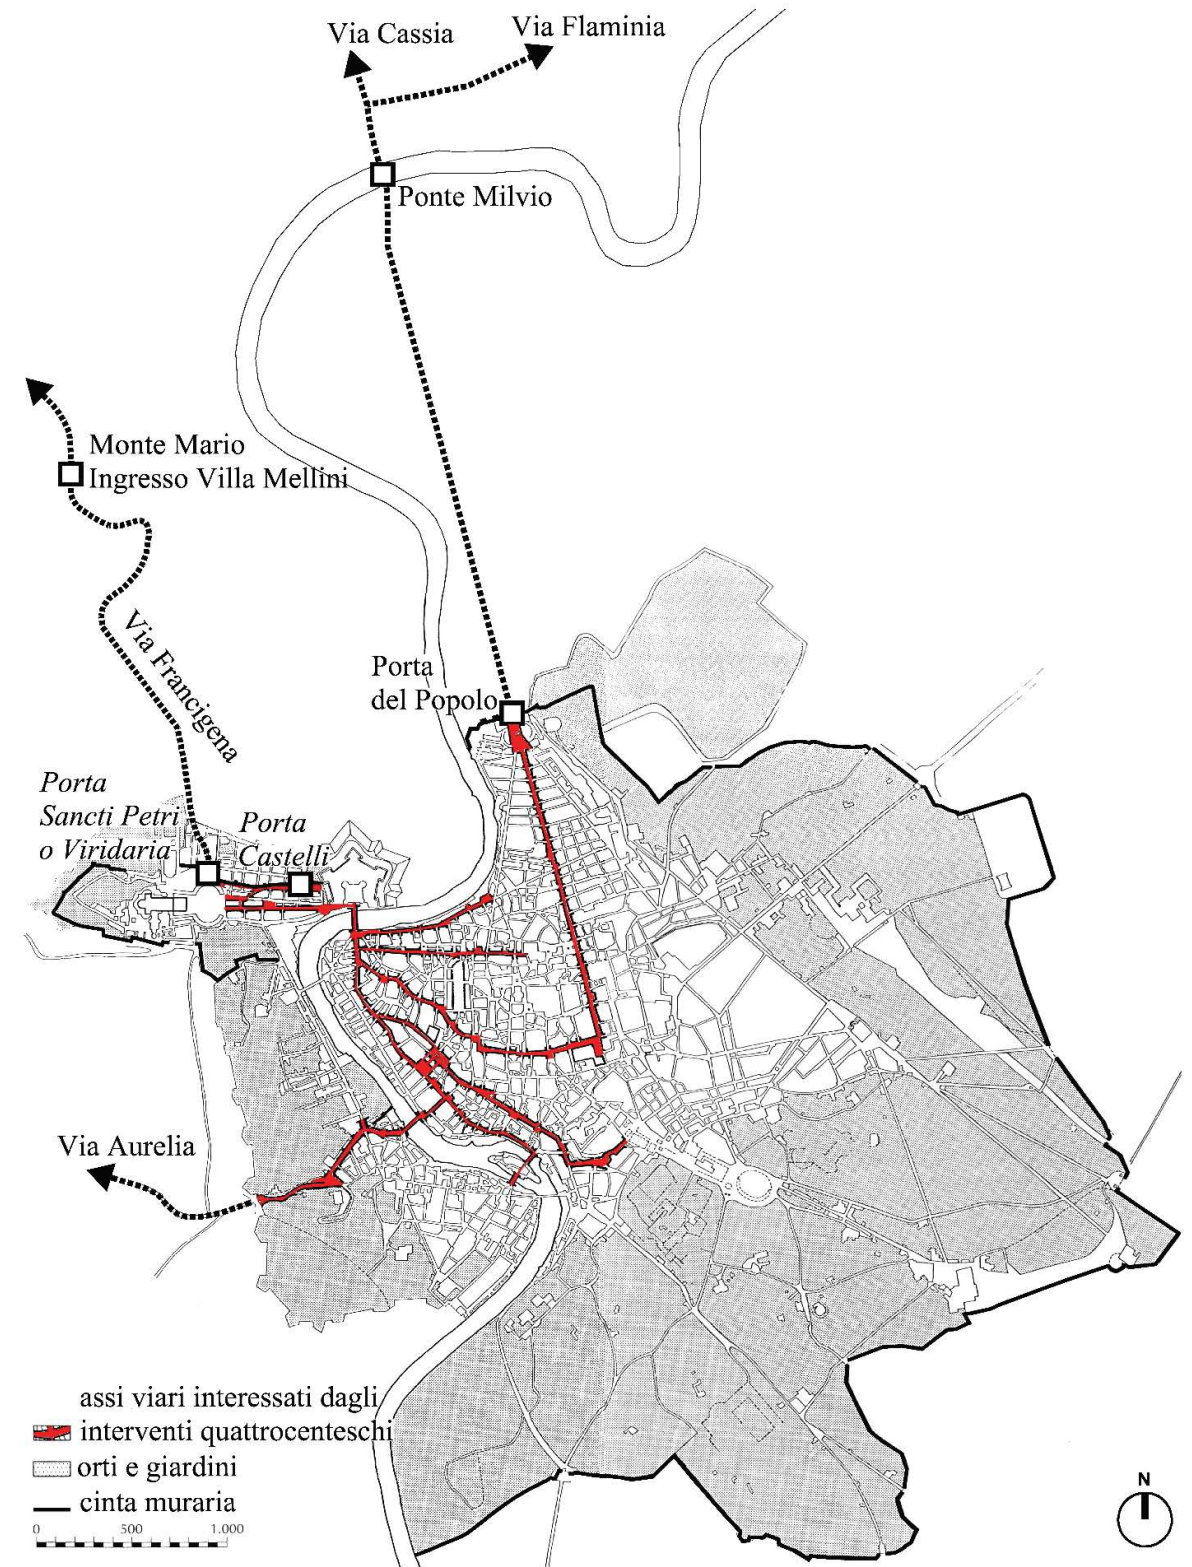 Via Cassia
Via Flaminia
Ponte Milvio
Monte Mario
Ingresso Villa Mellini
Via Francigena
Porta
del Popolo
Porta
Sancti Petri
o Viridaria
Porta
Castelli
Via Aurelia
assi viari interessati dagli
interventi quattrocenteschi
orti e giardini
cinta muraria
0 500 1.000
N